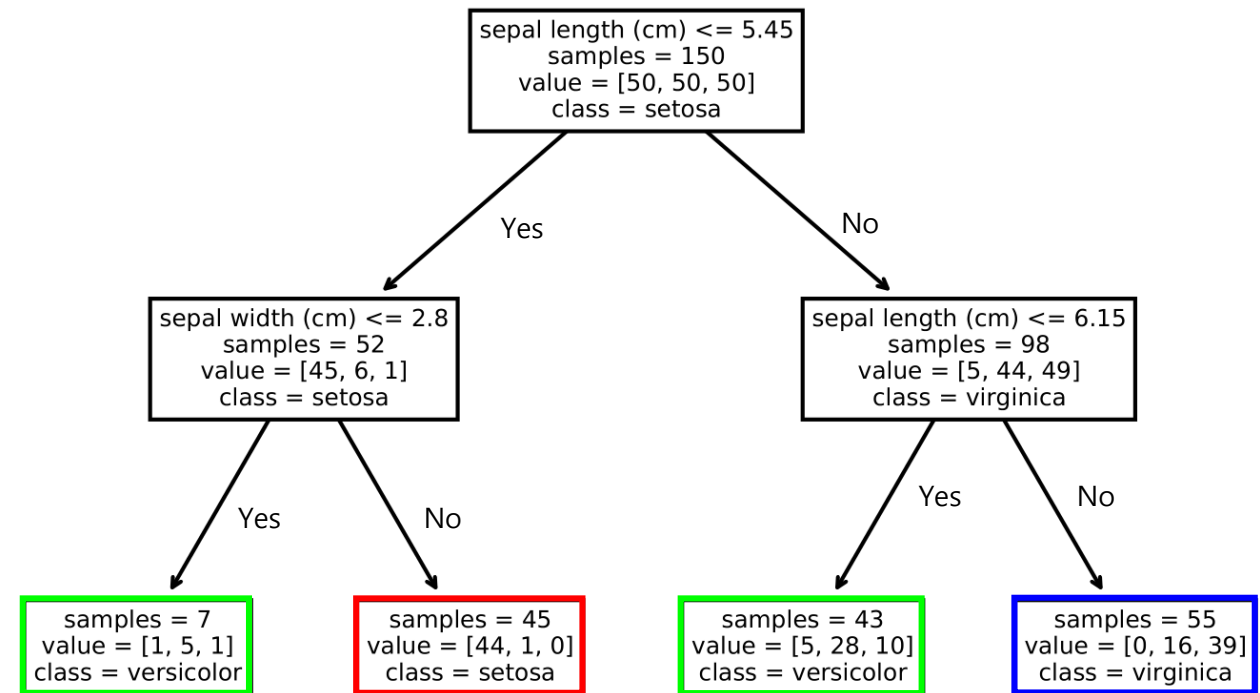 sepal length (cm) <= 5.45
samples = 150
value = [50, 50, 50]
class = setosa
Yes
No
sepal width (cm) <= 2.8
samples = 52
value = [45, 6, 1]
class = setosa
sepal length (cm) <= 6.15
samples = 98
value = [5, 44, 49]
class = virginica
Yes
No
Yes
No
samples = 7
value = [1, 5, 1]
class = versicolor
samples = 45
value = [44, 1, 0]
class = setosa
samples = 43
value = [5, 28, 10]
class = versicolor
samples = 55
value = [0, 16, 39]
class = virginica